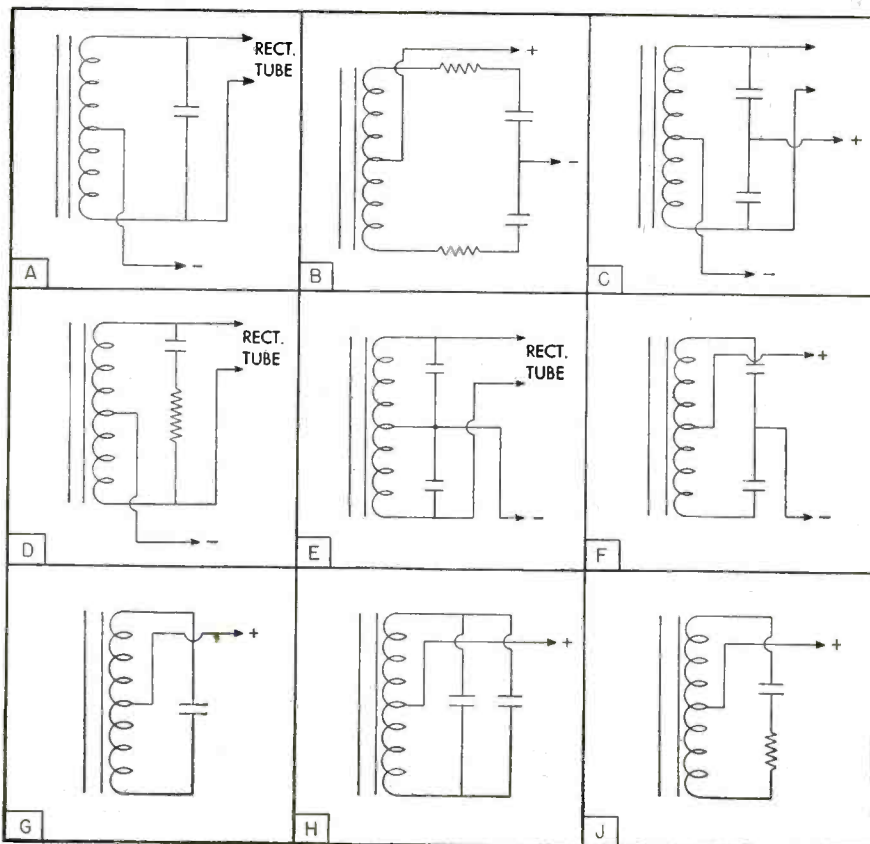 RECT.
TUBE
-
A
+
-
B
+
-
C
RECT.
TUBE
-
D
RECT.
TUBE
-
E
+
-
F
+
G
+
H
+
J